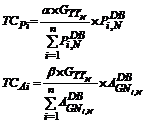 TC_{Pi} = \frac{\alpha \times G_{TT_N}}{\sum_{i=1}^{n} P_{i,N}^{DB}} \times P_{i,N}^{DB}
TC_{Ai} = \frac{\beta \times G_{TT_N}}{\sum_{i=1}^{n} A_{GN_{i,N}}^{DB}} \times A_{GN_{i,N}}^{DB}